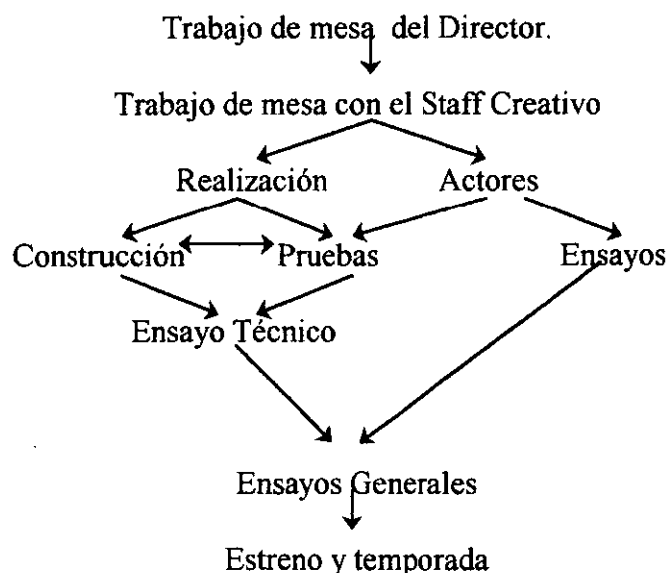 Trabajo de mesa del Director.
Trabajo de mesa con el Staff Creativo
Realización Actores
Construcción Pruebas Ensayos
Ensayo Técnico
Ensayos Generales
Estreno y temporada